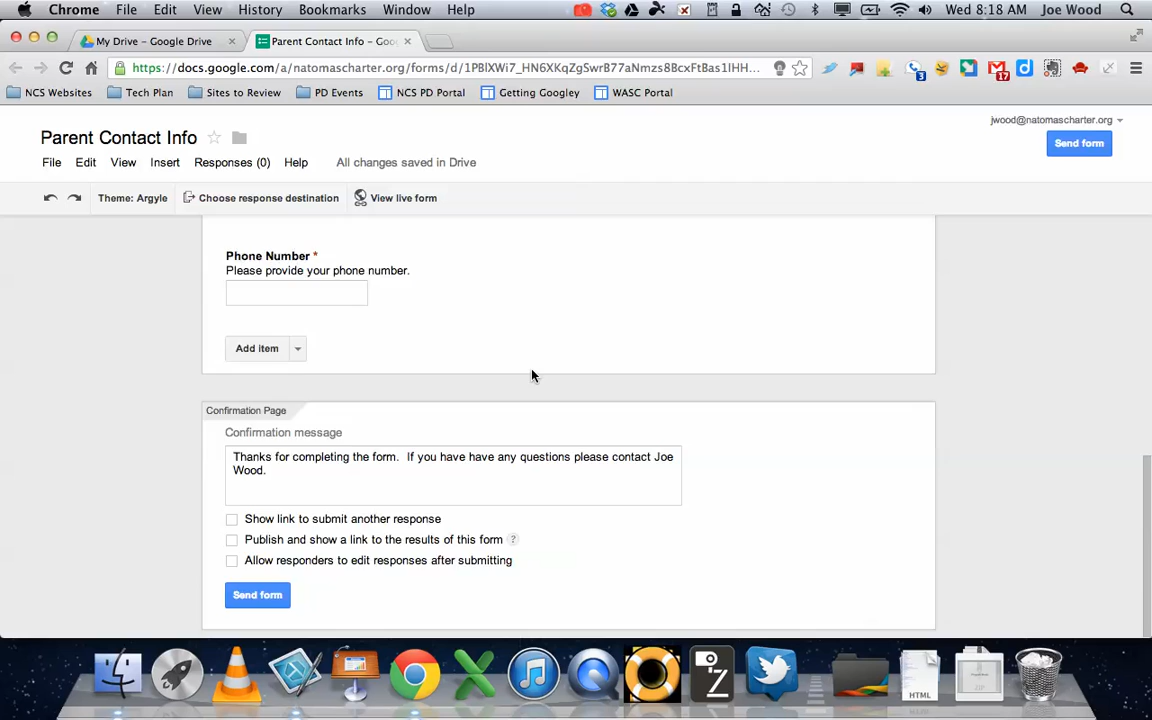 Chrome File Edit View History Bookmarks Window Help Wed 8:18 AM Joe Wood
My Drive – Google Drive Parent Contact Info – Goo
https://docs.google.com/a/natomascharter.org/forms/d/1PBlXWi7_HN6XKqZgSwrB77aNmzs8BcxFtBas1IHH...
3 17
NCS Websites Tech Plan Sites to Review PD Events NCS PD Portal Getting Googley WASC Portal
jwood@natomascharter.org
Parent Contact Info
Send form
File Edit View Insert Responses (0) Help All changes saved in Drive
Theme: Argyle Choose response destination View live form
Phone Number *
Please provide your phone number.
Add item
Confirmation Page
Confirmation message
Thanks for completing the form. If you have have any questions please contact Joe
Wood.
Show link to submit another response
Publish and show a link to the results of this form ?
Allow responders to edit responses after submitting
Send form
HTML
ZIP